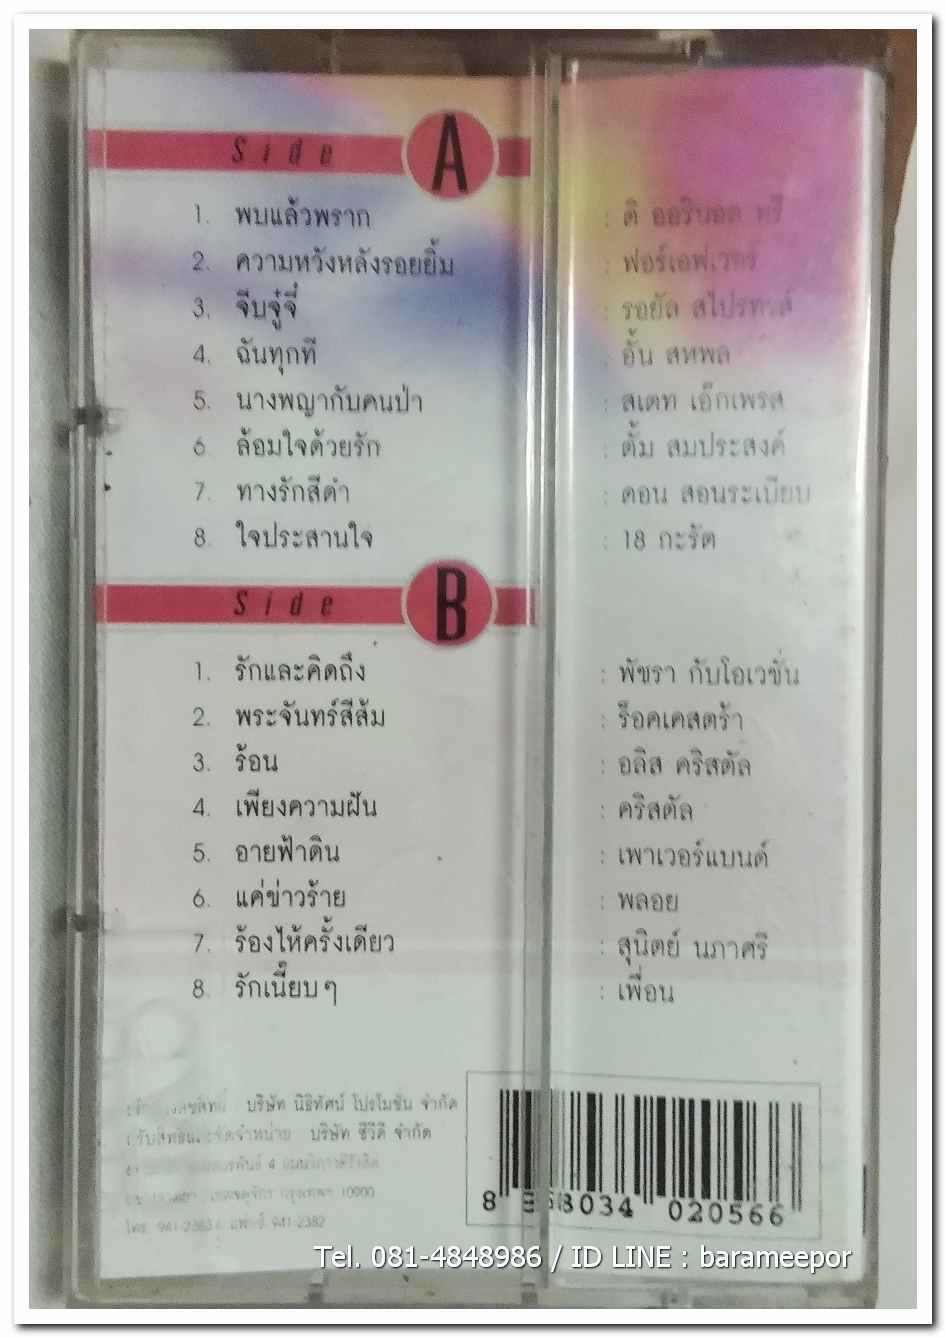 Side A
1. พบแล้วพราก : ดิ ออริบอล ทรี
2. ความหวังหลังรอยยิ้ม : ฟอร์เอฟเวอร์
3. จีบจู๋จี๋ : รอยัล สไปรทส์
4. ฉันทุกที : อั้น สหพล
5. นางพญากับคนป่า : สเตท เอ็กเพรส
6. ล้อมใจด้วยรัก : ตั้ม สมประสงค์
7. ทางรักสีดำ : ดอน สอนระเบียบ
8. ใจประสานใจ : 18 กะรัต
Side B
1. รักและคิดถึง : พัชรา กับโอเวชั่น
2. พระจันทร์สีส้ม : ร็อคเคสตร้า
3. ร้อน : อลิส คริสตัล
4. เพียงความฝัน : คริสตัล
5. อายฟ้าดิน : เพาเวอร์แบนด์
6. แค่ข่าวร้าย : พลอย
7. ร้องไห้ครั้งเดียว : สุนิตย์ นภาศรี
8. รักเนี๊ยบๆ : เพื่อน
บริษัท นิธิทัศน์ โปรโมชั่น จำกัด
บริษัท ซีวีดี จำกัด
กรุงเทพฯ 10900
โทร. 941-2382
8 020566
Tel. 081-4848986 / ID LINE : barameepor